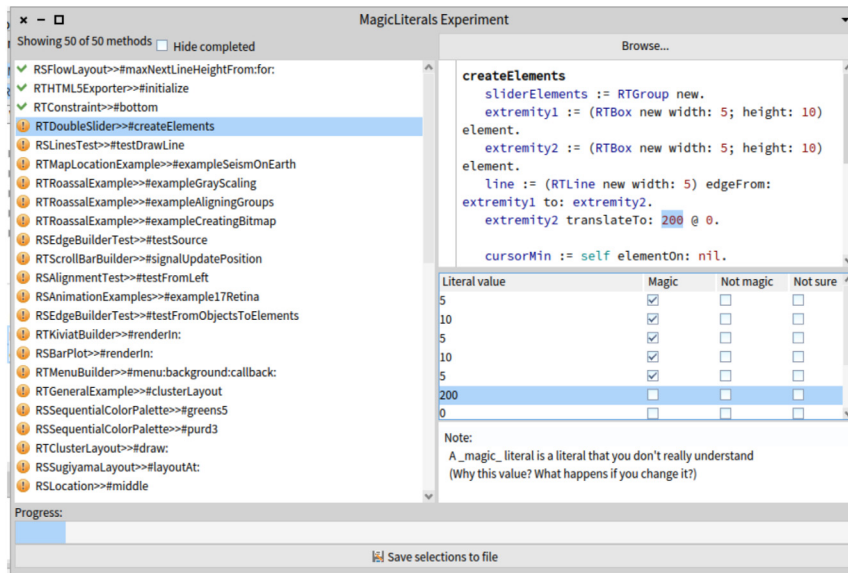 MagicLiterals Experiment
Showing 50 of 50 methods
Hide completed
RSFlowLayout>>#maxNextLineHeightFrom:for:
RTHTML5Exporter>>#initialize
RTConstraint>>#bottom
RTDoubleSlider>>#createElements
RSLinesTest>>#testDrawLine
RTMapLocationExample>>#exampleSeismOnEarth
RTRoassalExample>>#exampleGrayScaling
RTRoassalExample>>#exampleAligningGroups
RTRoassalExample>>#exampleCreatingBitmap
RSEdgeBuilderTest>>#testSource
RTScrollBarBuilder>>#signalUpdatePosition
RSAlignmentTest>>#testFromLeft
RSAnimationExamples>>#example17Retina
RSEdgeBuilderTest>>#testFromObjectsToElements
RTKiviatBuilder>>#renderIn:
RSBarPlot>>#renderIn:
RTMenuBuilder>>#menu:background:callback:
RTGeneralExample>>#clusterLayout
RSSequentialColorPalette>>#greens5
RSSequentialColorPalette>>#purd3
RTClusterLayout>>#draw:
RSSugiyamaLayout>>#layoutAt:
RSLocation>>#middle
Browse...
createElements
sliderElements := RTGroup new.
extremity1 := (RTBox new width: 5; height: 10)
element.
extremity2 := (RTBox new width: 5; height: 10)
element.
line := (RTLine new width: 5) edgeFrom:
extremity1 to: extremity2.
extremity2 translateTo: 200 @ 0.
cursorMin := self elementOn: nil.
Literal value Magic Not magic Not sure
5
10
5
10
5
200
0
Note:
A _magic_ literal is a literal that you don't really understand
(Why this value? What happens if you change it?)
Progress:
Save selections to file